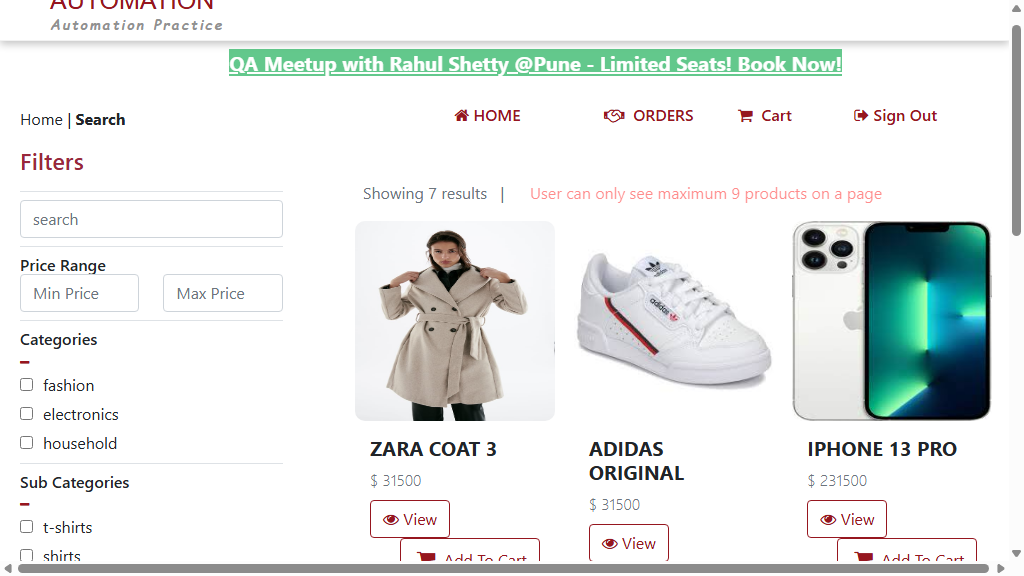 AUTOMATION
Automation Practice
QA Meetup with Rahul Shetty @Pune - Limited Seats! Book Now!
Home | Search
HOME
ORDERS
Cart
Sign Out
Filters
Showing 7 results |
User can only see maximum 9 products on a page
search
Price Range
Min Price
Max Price
Categories
fashion
electronics
household
Sub Categories
t-shirts
shirts
adidas
ZARA COAT 3
$ 31500
View
Add To Cart
ADIDAS
ORIGINAL
$ 31500
View
IPHONE 13 PRO
$ 231500
View
Add To Cart